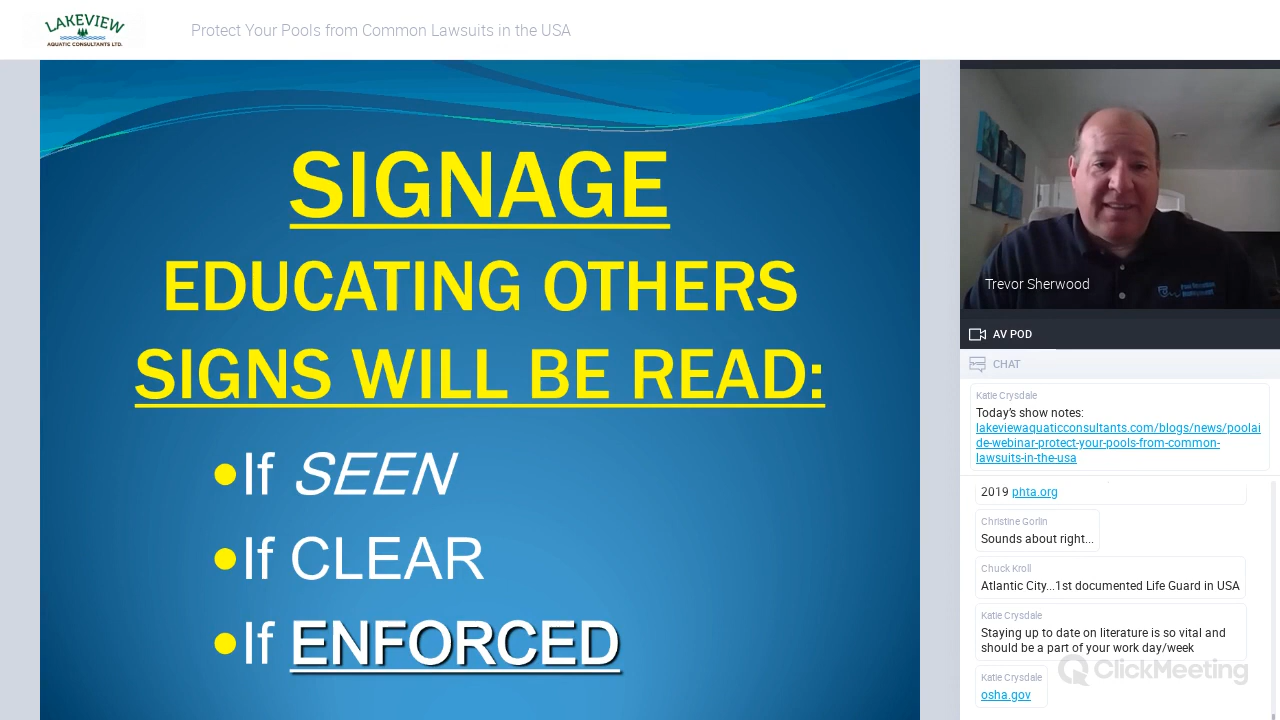 LAKEVIEW
AQUATIC CONSULTANTS LTD.
Protect Your Pools from Common Lawsuits in the USA
SIGNAGE
EDUCATING OTHERS
SIGNS WILL BE READ:
•If SEEN
•If CLEAR
•If ENFORCED
Trevor Sherwood
AV POD
CHAT
Katie Crysdale
Today's show notes:
lakeviewaquaticconsultants.com/blogs/news/poolai
de-webinar-protect-your-pools-from-common-
lawsuits-in-the-usa
2019 phta.org
Christine Gorlin
Sounds about right...
Chuck Kroll
Atlantic City...1st documented Life Guard in USA
Katie Crysdale
Staying up to date on literature is so vital and
should be a part of your work day/week
Katie Crysdale
osha.gov
ClickMeeting